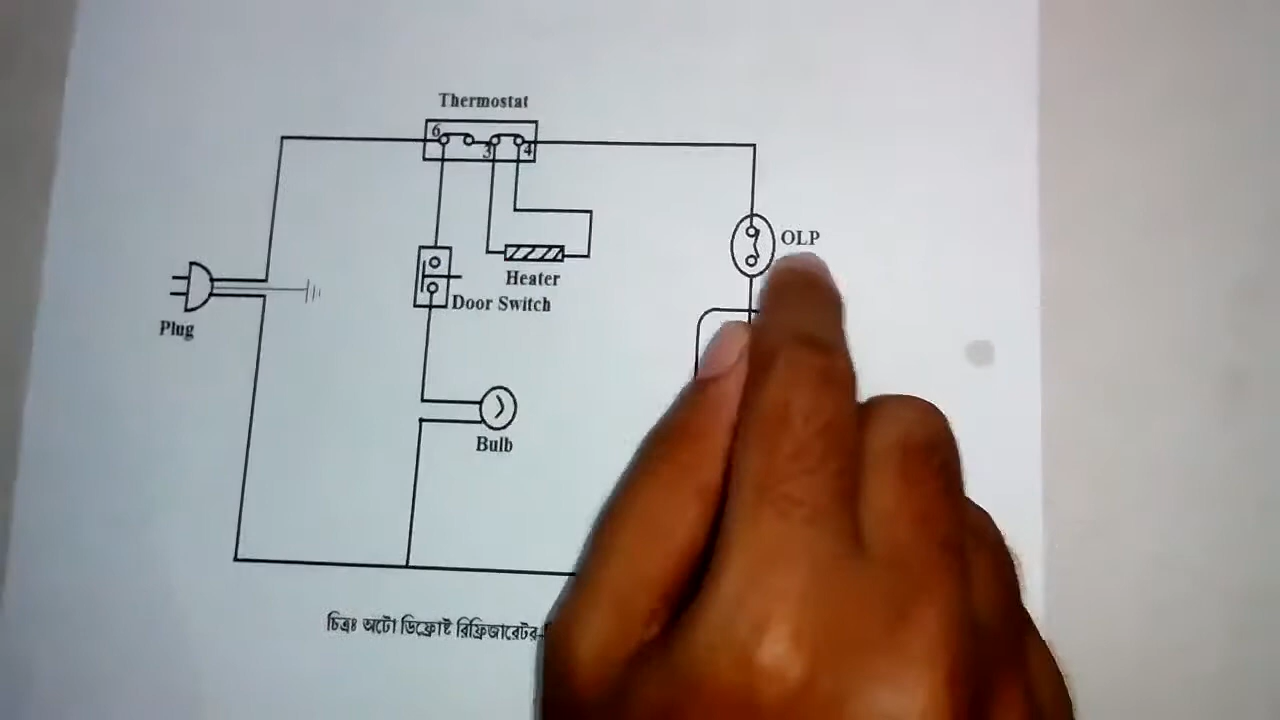 Thermostat
6 3 4
OLP
Heater
Door Switch
Plug
Bulb
চিত্রঃ অটো ডিফ্রোষ্ট রিফ্রিজারেটর